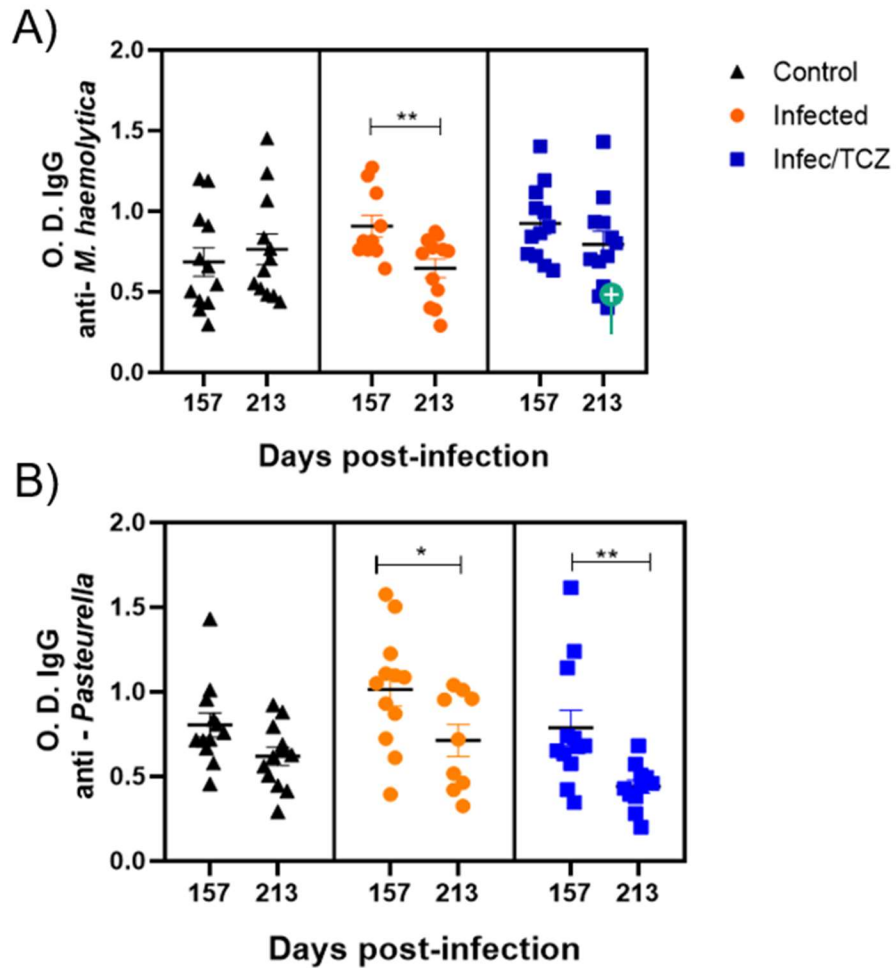 A)
2.0
1.5
1.0
0.5
0.0
O. D. IgG
anti- M. haemolytica
**
157 213 157 213 157 213
Days post-infection
Control
Infected
Infec/TCZ
B)
2.0
1.5
1.0
0.5
0.0
O. D. IgG
anti - Pasteurella
* **
157 213 157 213 157 213
Days post-infection